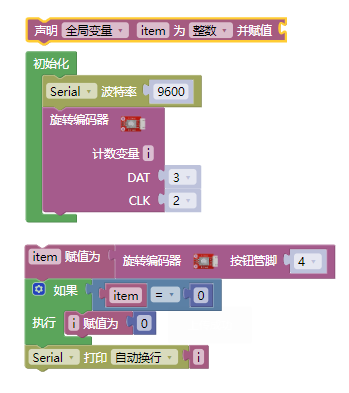 声明 全局变量 item 为 整数 并赋值
初始化
Serial 波特率 9600
旋转编码器
计数变量 i
DAT 3
CLK 2
item 赋值为 旋转编码器 按钮管脚 4
如果 item = 0
执行 i 赋值为 0
Serial 打印 自动换行 i